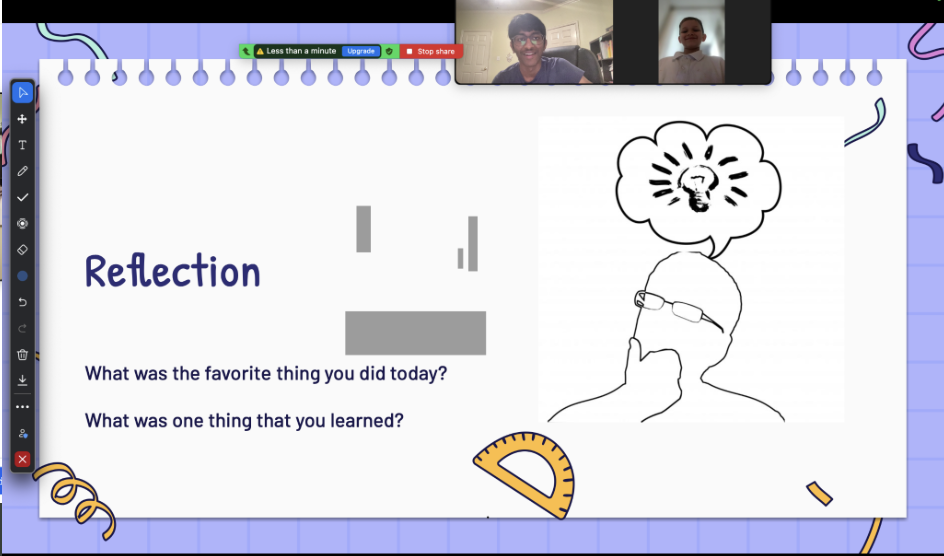 Less than a minute Upgrade Stop share
T
Reflection
What was the favorite thing you did today?
What was one thing that you learned?